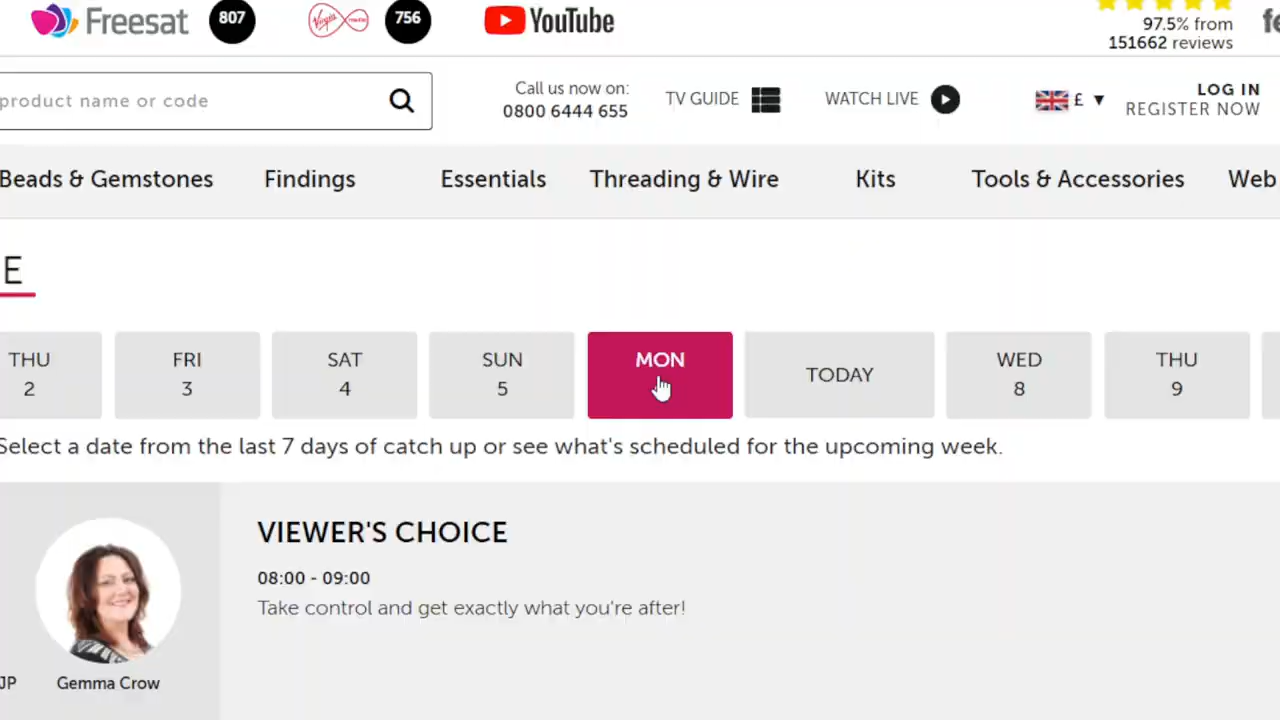 Freesat 807 Virgin media 756 YouTube
97.5% from
151662 reviews
product name or code
Call us now on:
0800 6444 655
TV GUIDE
WATCH LIVE
£ ▼
LOG IN
REGISTER NOW
Beads & Gemstones Findings Essentials Threading & Wire Kits Tools & Accessories Web
E
THU
2
FRI
3
SAT
4
SUN
5
MON
TODAY
WED
8
THU
9
Select a date from the last 7 days of catch up or see what's scheduled for the upcoming week.
VIEWER'S CHOICE
08:00 - 09:00
Take control and get exactly what you're after!
JP
Gemma Crow